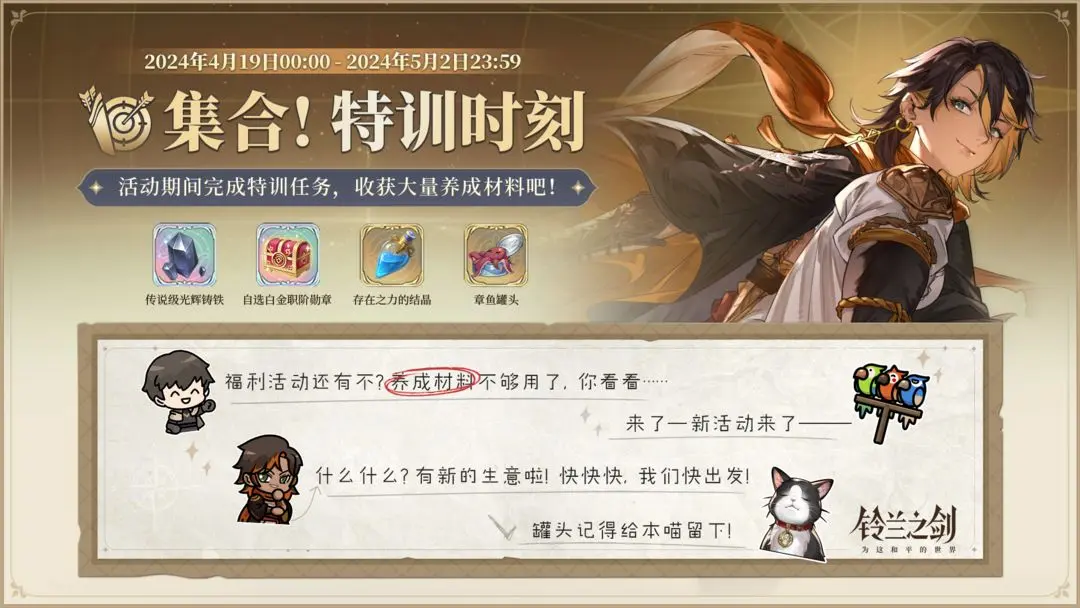 2024年4月19日00:00 - 2024年5月2日23:59
集合!特训时刻
活动期间完成特训任务，收获大量养成材料吧!
传说级光辉铸铁
自选白金职阶勋章
存在之力的结晶
章鱼罐头
福利活动还有不?养成材料不够用了,你看看……
来了—新活动来了——
什么什么?有新的生意啦!快快快,我们快出发!
罐头记得给本喵留下!
铃兰之剑
为这和平的世界